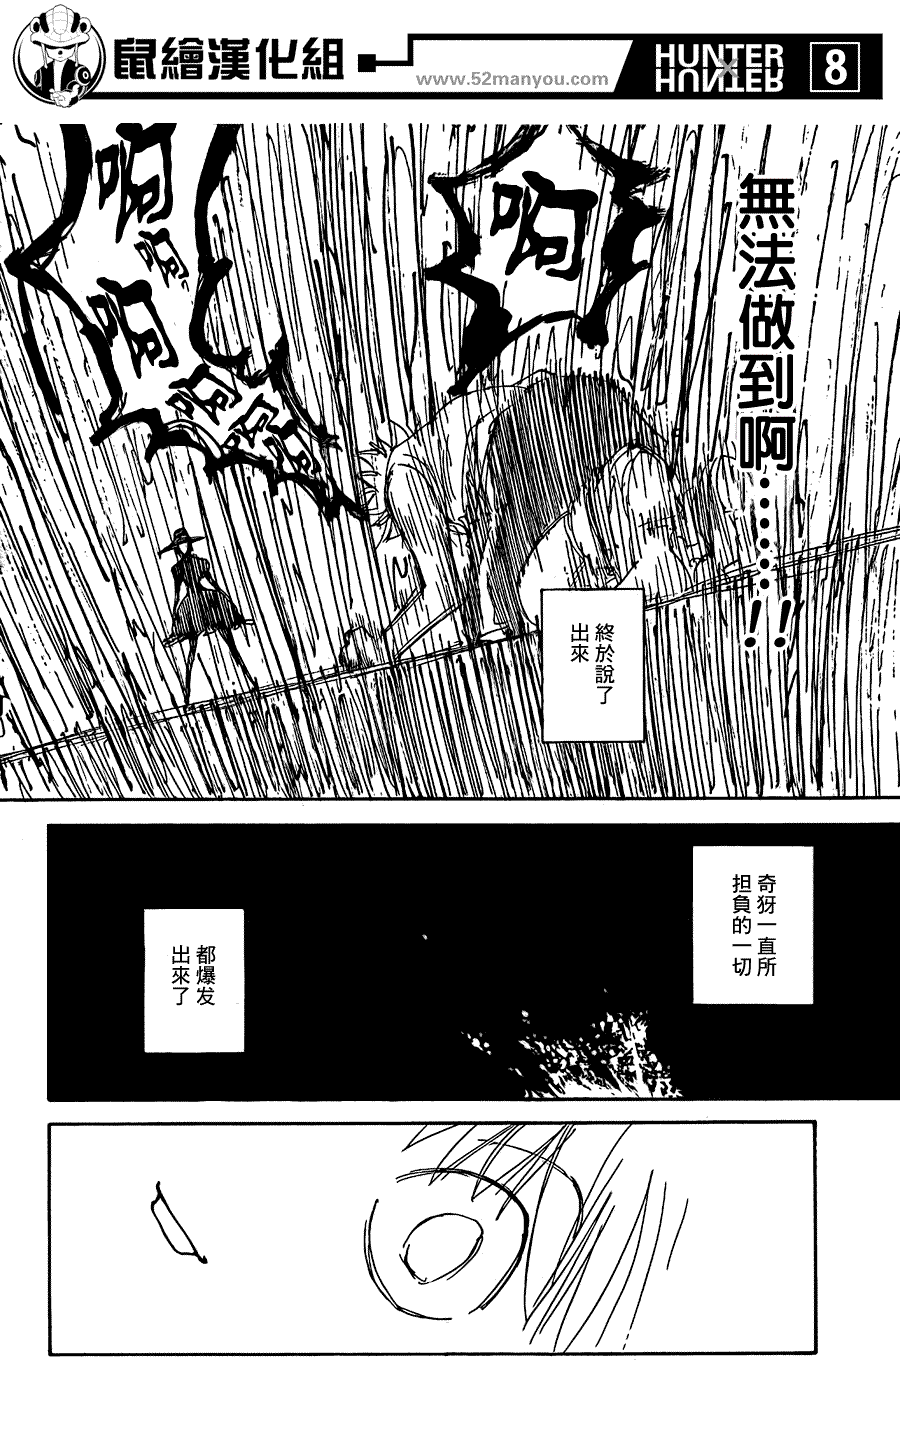 鼠繪漢化組
www.52manyou.com
HUNTER
X
HUNTER
8
無法做到啊………!!
啊
啊
啊
啊
啊
啊
啊
終於說了
出來
奇犽一直所
担負的一切
都爆发
出來了